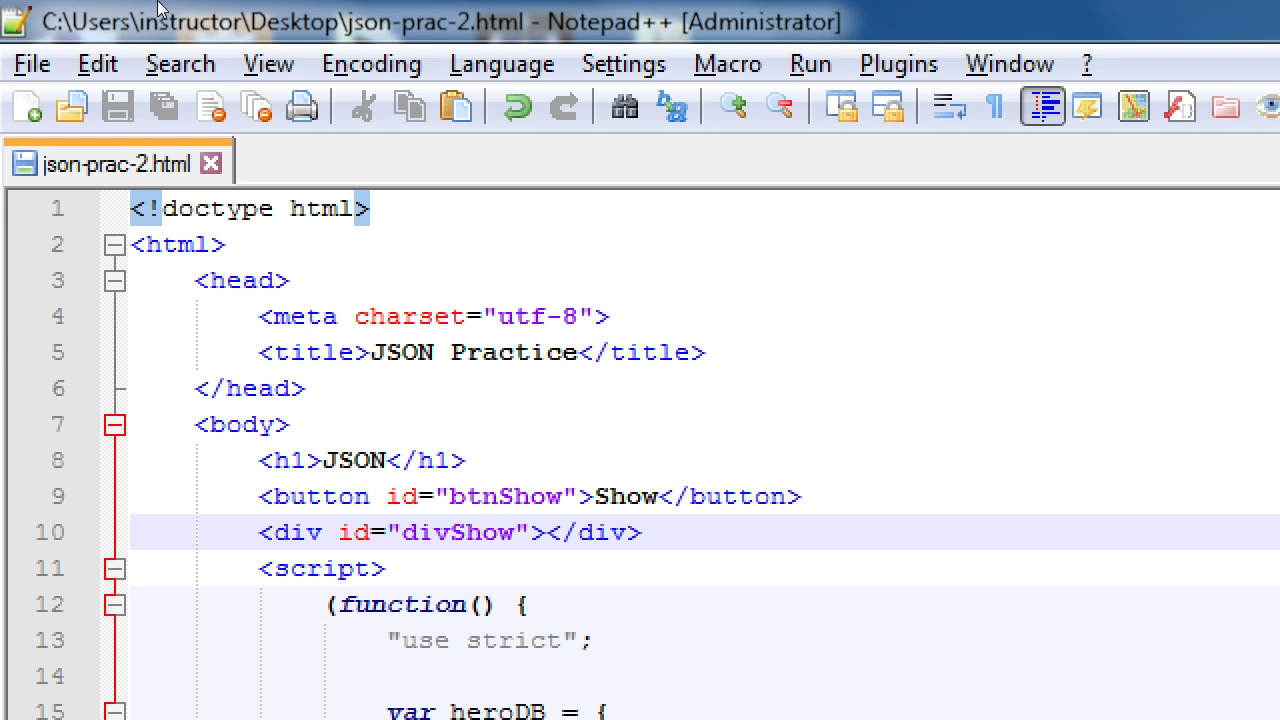 C:\Users\instructor\Desktop\json-prac-2.html - Notepad++ [Administrator]
File Edit Search View Encoding Language Settings Macro Run Plugins Window ?
json-prac-2.html
1 <!doctype html>
2 <html>
3 <head>
4 <meta charset="utf-8">
5 <title>JSON Practice</title>
6 </head>
7 <body>
8 <h1>JSON</h1>
9 <button id="btnShow">Show</button>
10 <div id="divShow"></div>
11 <script>
12 (function() {
13 "use strict";
14
15 var heroDB = {